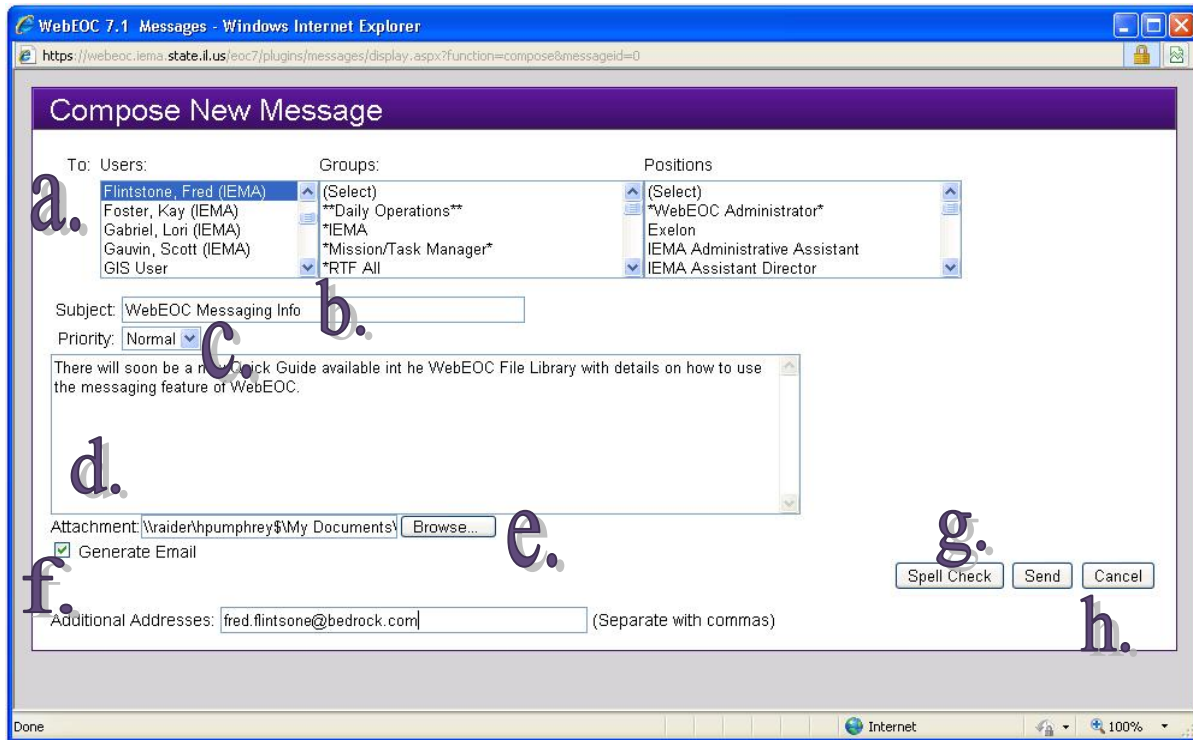 WebEOC 7.1 Messages - Windows Internet Explorer
https://webeoc.iema.state.il.us/eoc7/plugins/messages/display.aspx?function=compose&messageid=0
Compose New Message
To: Users: Groups: Positions
a.
Flintstone, Fred (IEMA) (Select) (Select)
Foster, Kay (IEMA) **Daily Operations** *WebEOC Administrator*
Gabriel, Lori (IEMA) *IEMA Exelon
Gauvin, Scott (IEMA) *Mission/Task Manager* IEMA Administrative Assistant
GIS User *RTF All IEMA Assistant Director
Subject: WebEOC Messaging Info b.
Priority: Normal c.
There will soon be a new Quick Guide available int he WebEOC File Library with details on how to use
the messaging feature of WebEOC.
d.
Attachment: \\raider\hpumphrey$\My Documents\ Browse... e.
Generate Email
g.
Spell Check Send Cancel
f.
Additional Addresses: fred.flintsone@bedrock.com (Separate with commas)
h.
Done Internet 100%